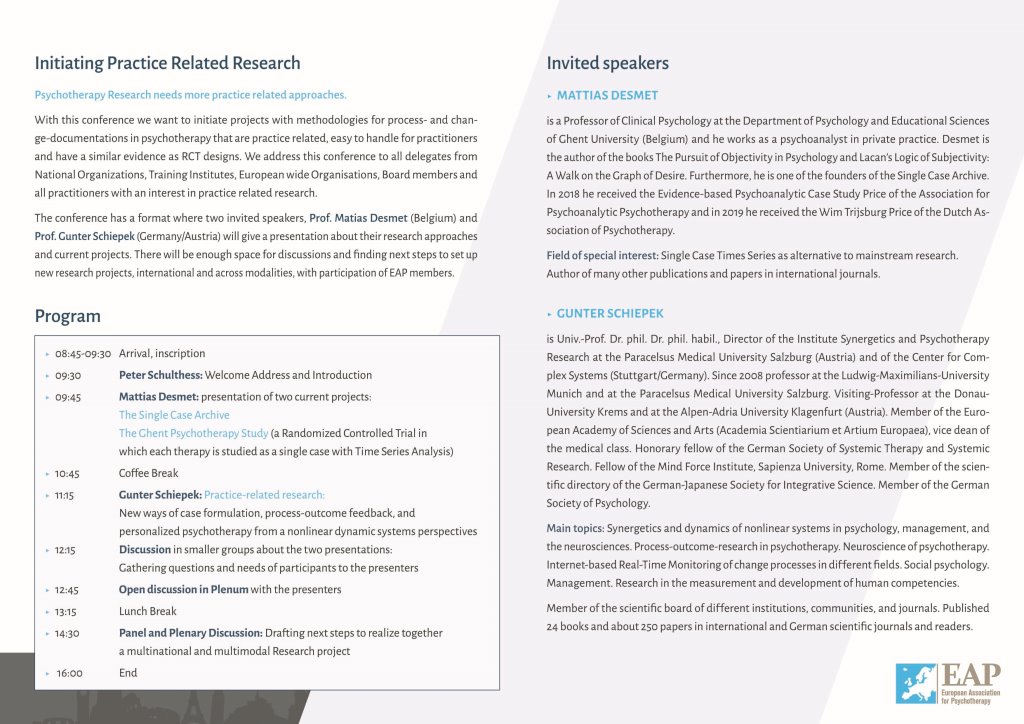 Initiating Practice Related Research
Psychotherapy Research needs more practice related approaches.
With this conference we want to initiate projects with methodologies for process- and chan-
ge-documentations in psychotherapy that are practice related, easy to handle for practitioners
and have a similar evidence as RCT designs. We address this conference to all delegates from
National Organizations, Training Institutes, European wide Organisations, Board members and
all practitioners with an interest in practice related research.
The conference has a format where two invited speakers, Prof. Matias Desmet (Belgium) and
Prof. Gunter Schiepek (Germany/Austria) will give a presentation about their research approaches
and current projects. There will be enough space for discussions and finding next steps to set up
new research projects, international and across modalities, with participation of EAP members.
Program
▸ 08:45-09:30 Arrival, inscription
▸ 09:30 Peter Schulthess: Welcome Address and Introduction
▸ 09:45 Mattias Desmet: presentation of two current projects:
The Single Case Archive
The Ghent Psychotherapy Study (a Randomized Controlled Trial in
which each therapy is studied as a single case with Time Series Analysis)
▸ 10:45 Coffee Break
▸ 11:15 Gunter Schiepek: Practice-related research:
New ways of case formulation, process-outcome feedback, and
personalized psychotherapy from a nonlinear dynamic systems perspectives
▸ 12:15 Discussion in smaller groups about the two presentations:
Gathering questions and needs of participants to the presenters
▸ 12:45 Open discussion in Plenum with the presenters
▸ 13:15 Lunch Break
▸ 14:30 Panel and Plenary Discussion: Drafting next steps to realize together
a multinational and multimodal Research project
▸ 16:00 End
Invited speakers
▸ MATTIAS DESMET
is a Professor of Clinical Psychology at the Department of Psychology and Educational Sciences
of Ghent University (Belgium) and he works as a psychoanalyst in private practice. Desmet is
the author of the books The Pursuit of Objectivity in Psychology and Lacan's Logic of Subjectivity:
A Walk on the Graph of Desire. Furthermore, he is one of the founders of the Single Case Archive.
In 2018 he received the Evidence-based Psychoanalytic Case Study Price of the Association for
Psychoanalytic Psychotherapy and in 2019 he received the Wim Trijsburg Price of the Dutch As-
sociation of Psychotherapy.
Field of special interest: Single Case Times Series as alternative to mainstream research.
Author of many other publications and papers in international journals.
▸ GUNTER SCHIEPEK
is Univ.-Prof. Dr. phil. Dr. phil. habil., Director of the Institute Synergetics and Psychotherapy
Research at the Paracelsus Medical University Salzburg (Austria) and of the Center for Com-
plex Systems (Stuttgart/Germany). Since 2008 professor at the Ludwig-Maximilians-University
Munich and at the Paracelsus Medical University Salzburg. Visiting-Professor at the Donau-
University Krems and at the Alpen-Adria University Klagenfurt (Austria). Member of the Euro-
pean Academy of Sciences and Arts (Academia Scientiarium et Artium Europaea), vice dean of
the medical class. Honorary fellow of the German Society of Systemic Therapy and Systemic
Research. Fellow of the Mind Force Institute, Sapienza University, Rome. Member of the scien-
tific directory of the German-Japanese Society for Integrative Science. Member of the German
Society of Psychology.
Main topics: Synergetics and dynamics of nonlinear systems in psychology, management, and
the neurosciences. Process-outcome-research in psychotherapy. Neuroscience of psychotherapy.
Internet-based Real-Time Monitoring of change processes in different fields. Social psychology.
Management. Research in the measurement and development of human competencies.
Member of the scientific board of different institutions, communities, and journals. Published
24 books and about 250 papers in international and German scientific journals and readers.
EAP
European Association
for Psychotherapy